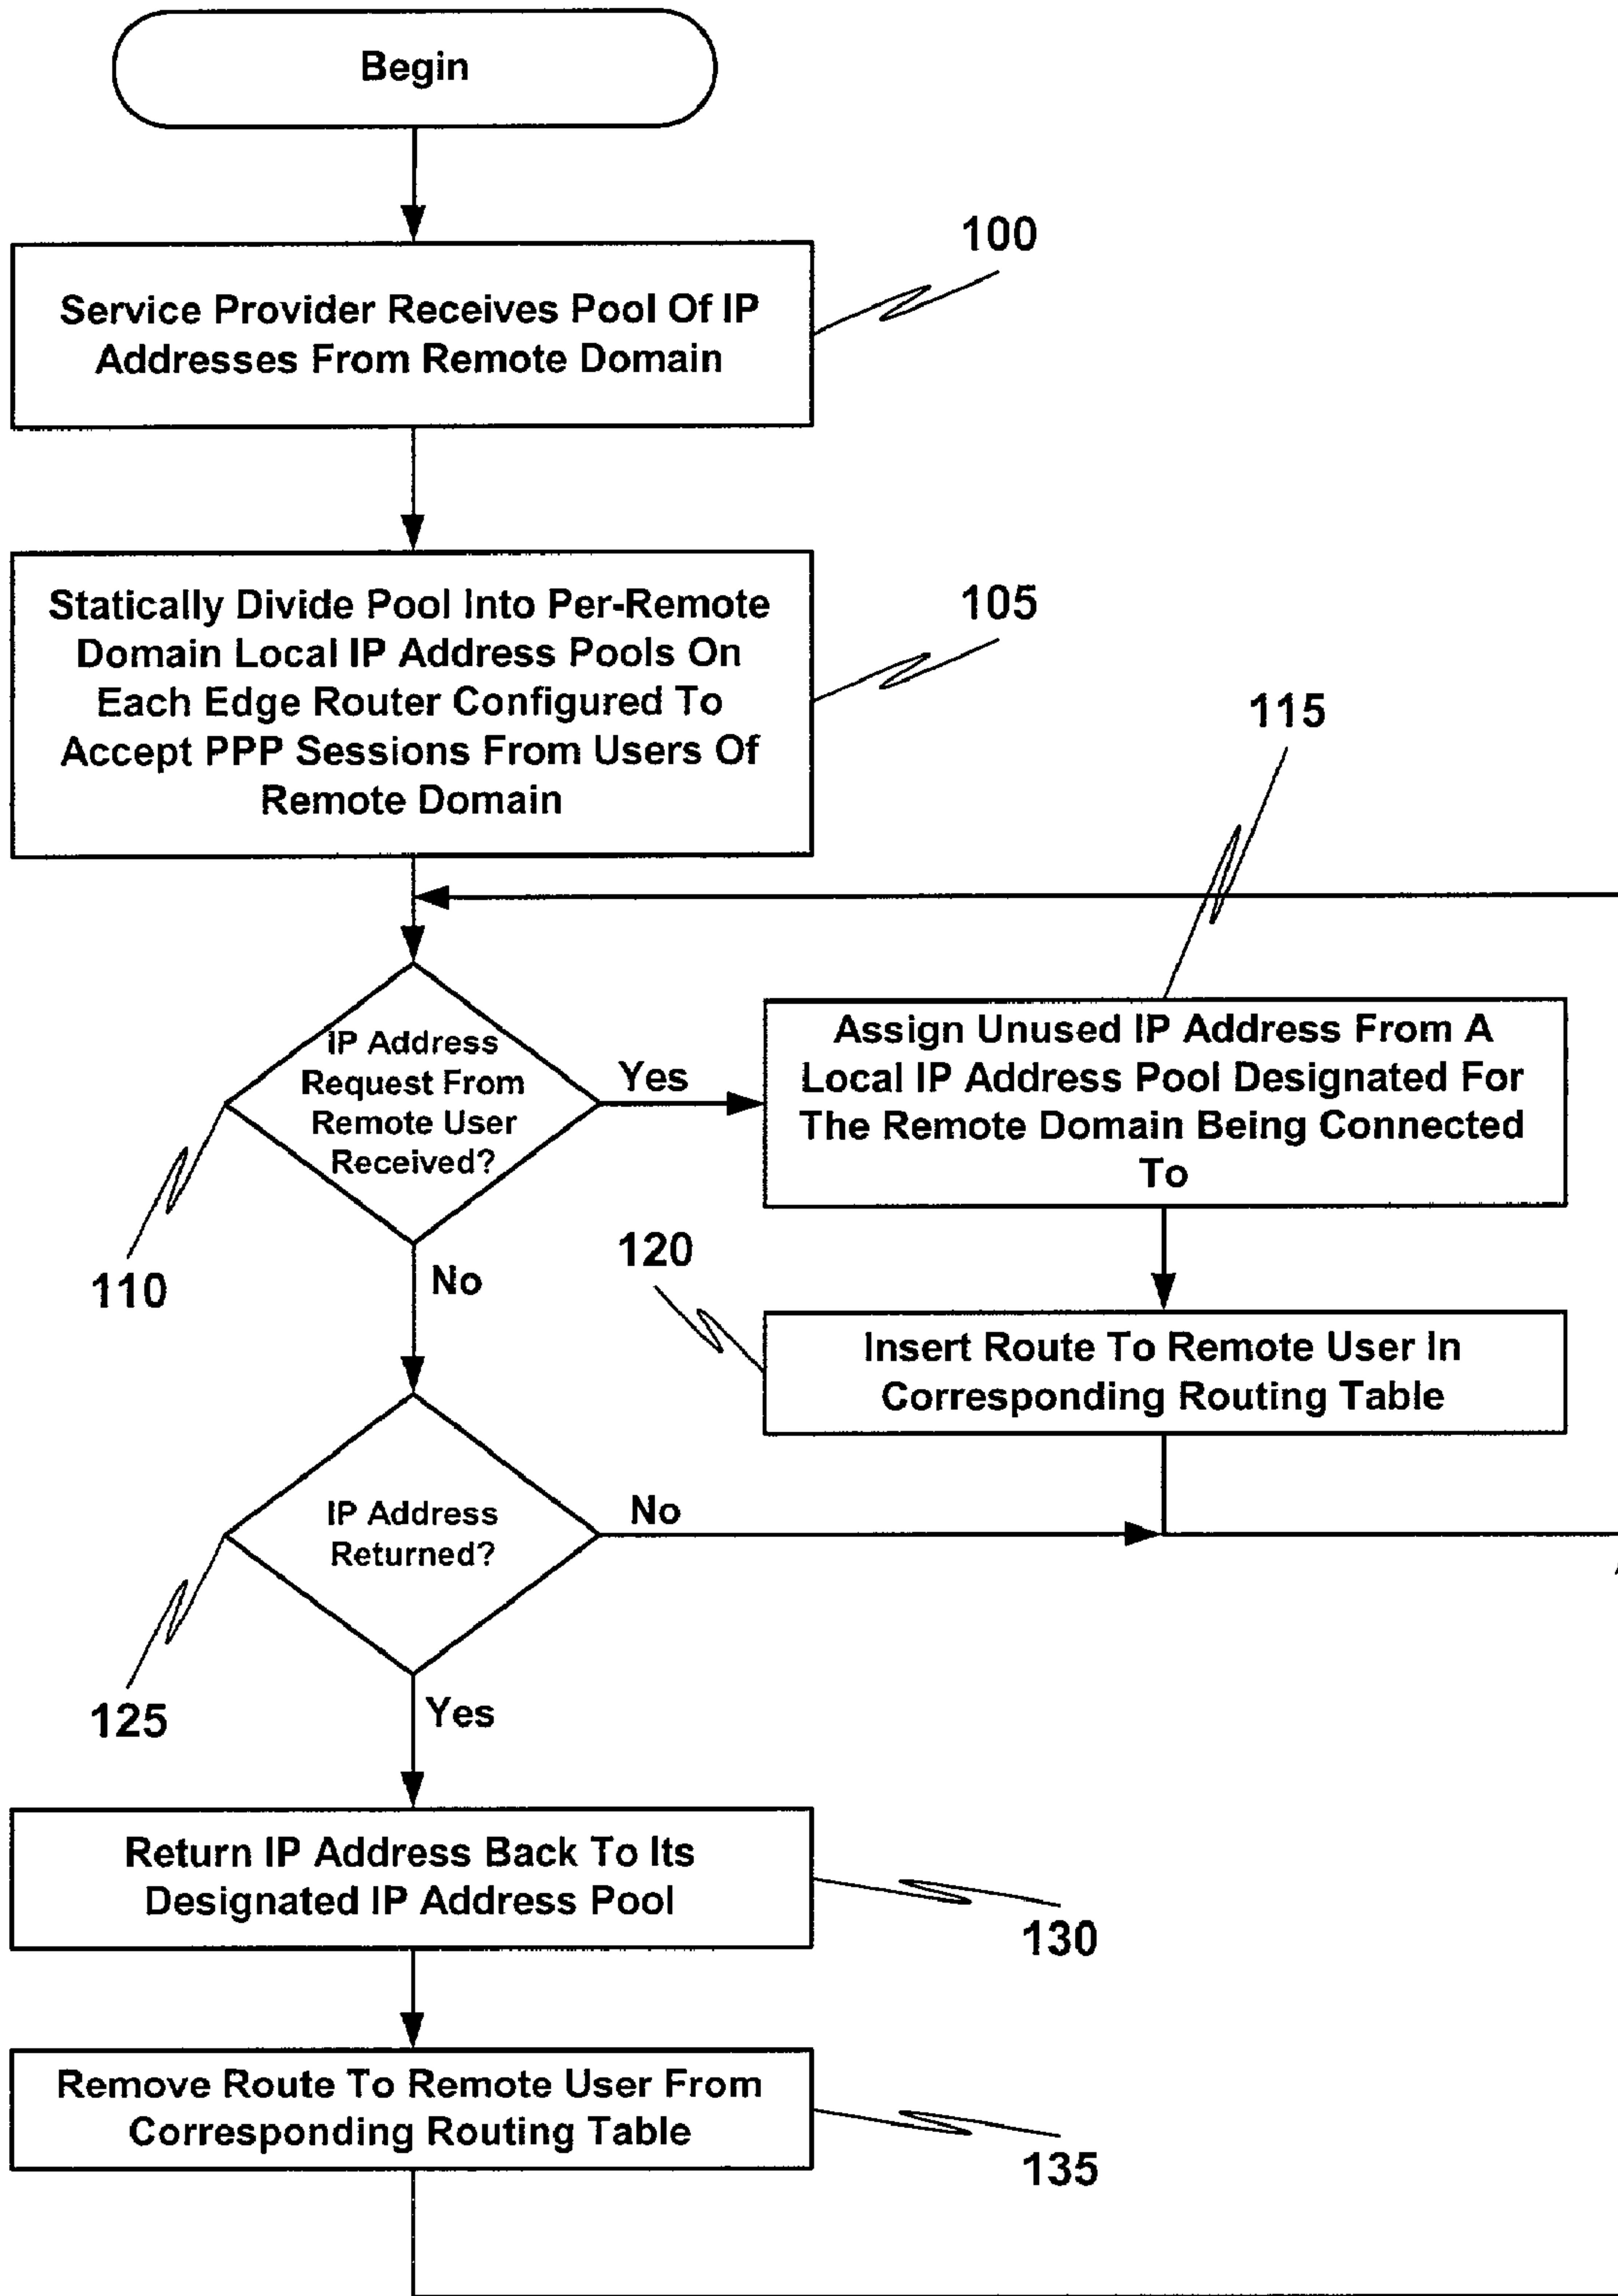 Begin
100
Service Provider Receives Pool Of IP
Addresses From Remote Domain
105
Statically Divide Pool Into Per-Remote
Domain Local IP Address Pools On
Each Edge Router Configured To
Accept PPP Sessions From Users Of
Remote Domain
115
IP Address
Request From
Remote User
Received?
Yes
Assign Unused IP Address From A
Local IP Address Pool Designated For
The Remote Domain Being Connected
To
110
No
120
Insert Route To Remote User In
Corresponding Routing Table
IP Address
Returned?
No
125
Yes
Return IP Address Back To Its
Designated IP Address Pool
130
Remove Route To Remote User From
Corresponding Routing Table
135